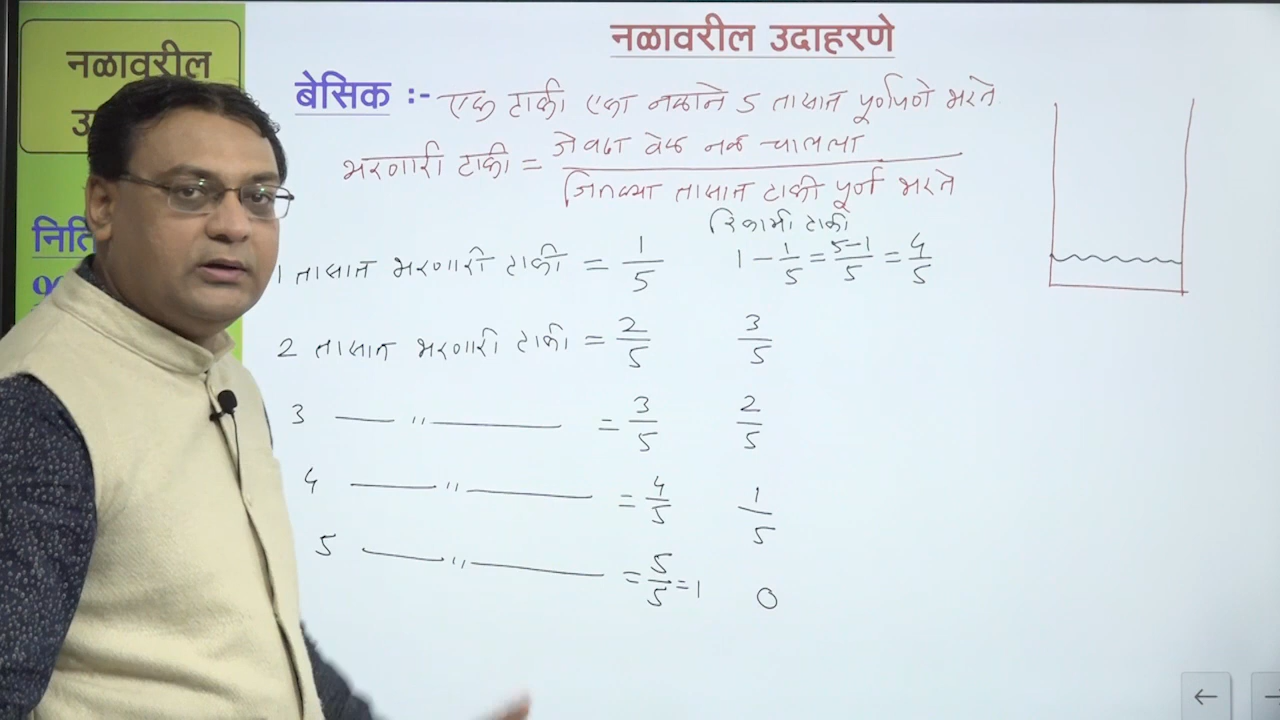 नळावरील उदाहरणे
नळावरील
उ
बेसिक :- एक टाकी एका नळाने 5 तासात पूर्णपणे भरते
भरणारी टाकी = जेवढा वेळ नळ चालला
जितक्या तासात टाकी पूर्ण भरते
रिकामी टाकी
निति
1 तासात भरणारी टाकी = 1/5 1 - 1/5 = 5-1/5 = 4/5
2 तासात भरणारी टाकी = 2/5 3/5
3 — " — = 3/5 2/5
4 — " — = 4/5 1/5
5 — " — = 5/5 = 1 0